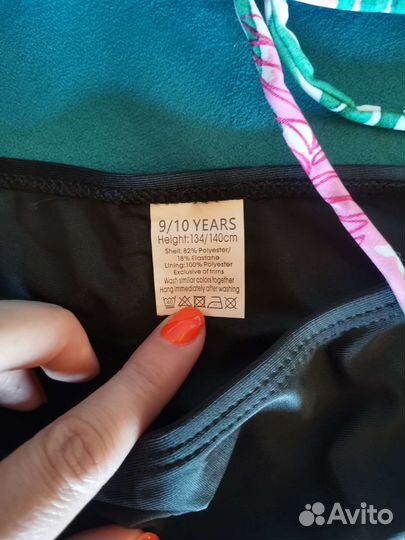 9/10 YEARS
Height:134/140cm
Shell: 82% Polyester/
18% Elastane
Lining:100% Polyester
Exclusive of trims
Wash similar colors together
Hang immediately after washing
Avito